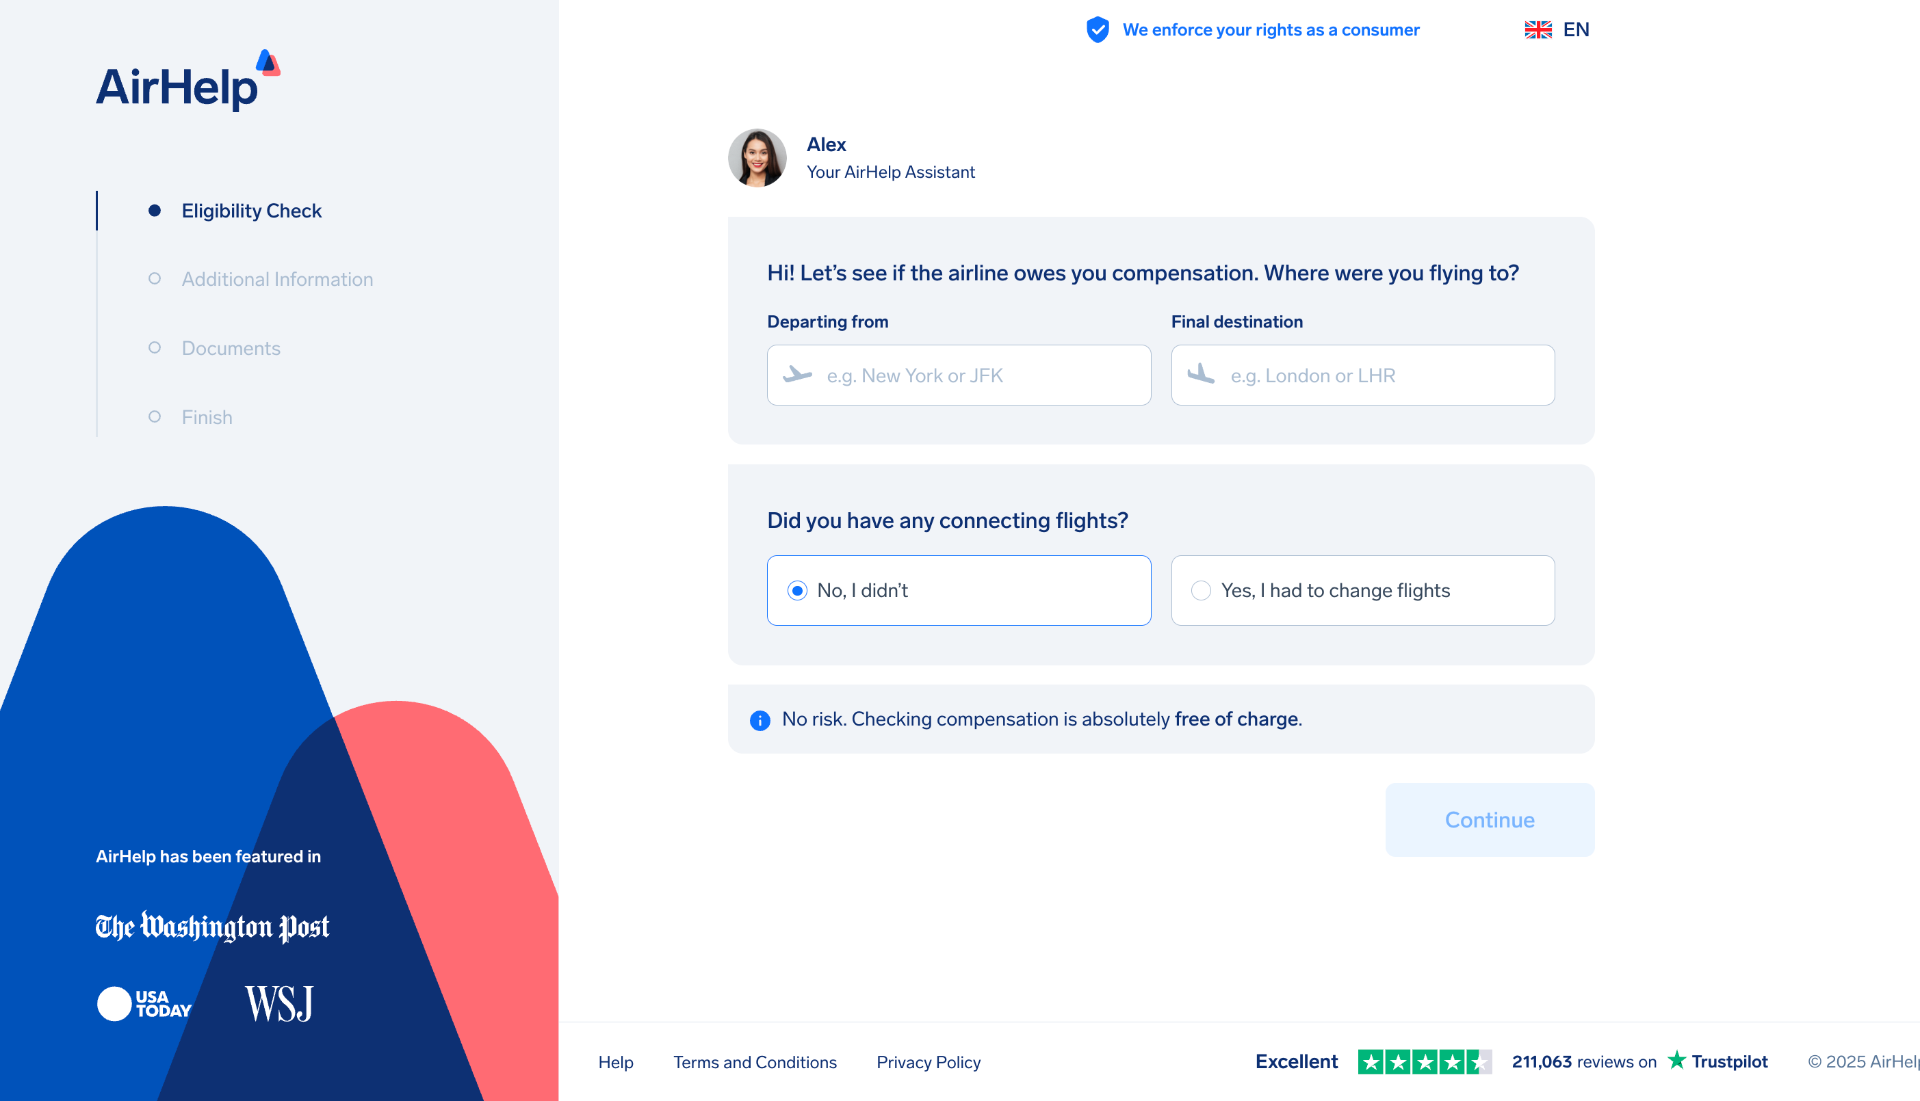 AirHelp
Eligibility Check
Additional Information
Documents
Finish
AirHelp has been featured in
The Washington Post
USA
TODAY
WSJ
We enforce your rights as a consumer
EN
Alex
Your AirHelp Assistant
Hi! Let’s see if the airline owes you compensation. Where were you flying to?
Departing from
Final destination
e.g. New York or JFK
e.g. London or LHR
Did you have any connecting flights?
No, I didn’t
Yes, I had to change flights
No risk. Checking compensation is absolutely free of charge.
Continue
Help
Terms and Conditions
Privacy Policy
Excellent
211,063 reviews on
Trustpilot
© 2025 AirHelp